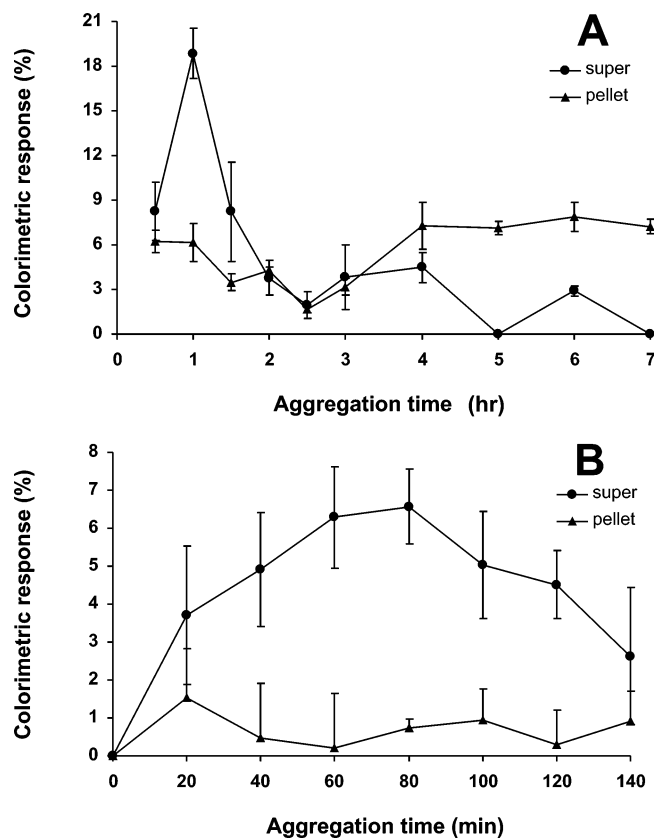 A
super
pellet
Colorimetric response (%)
21
18
15
12
9
6
3
0
0 1 2 3 4 5 6 7
Aggregation time (hr)
B
super
pellet
Colorimetric response (%)
8
7
6
5
4
3
2
1
0
0 20 40 60 80 100 120 140
Aggregation time (min)